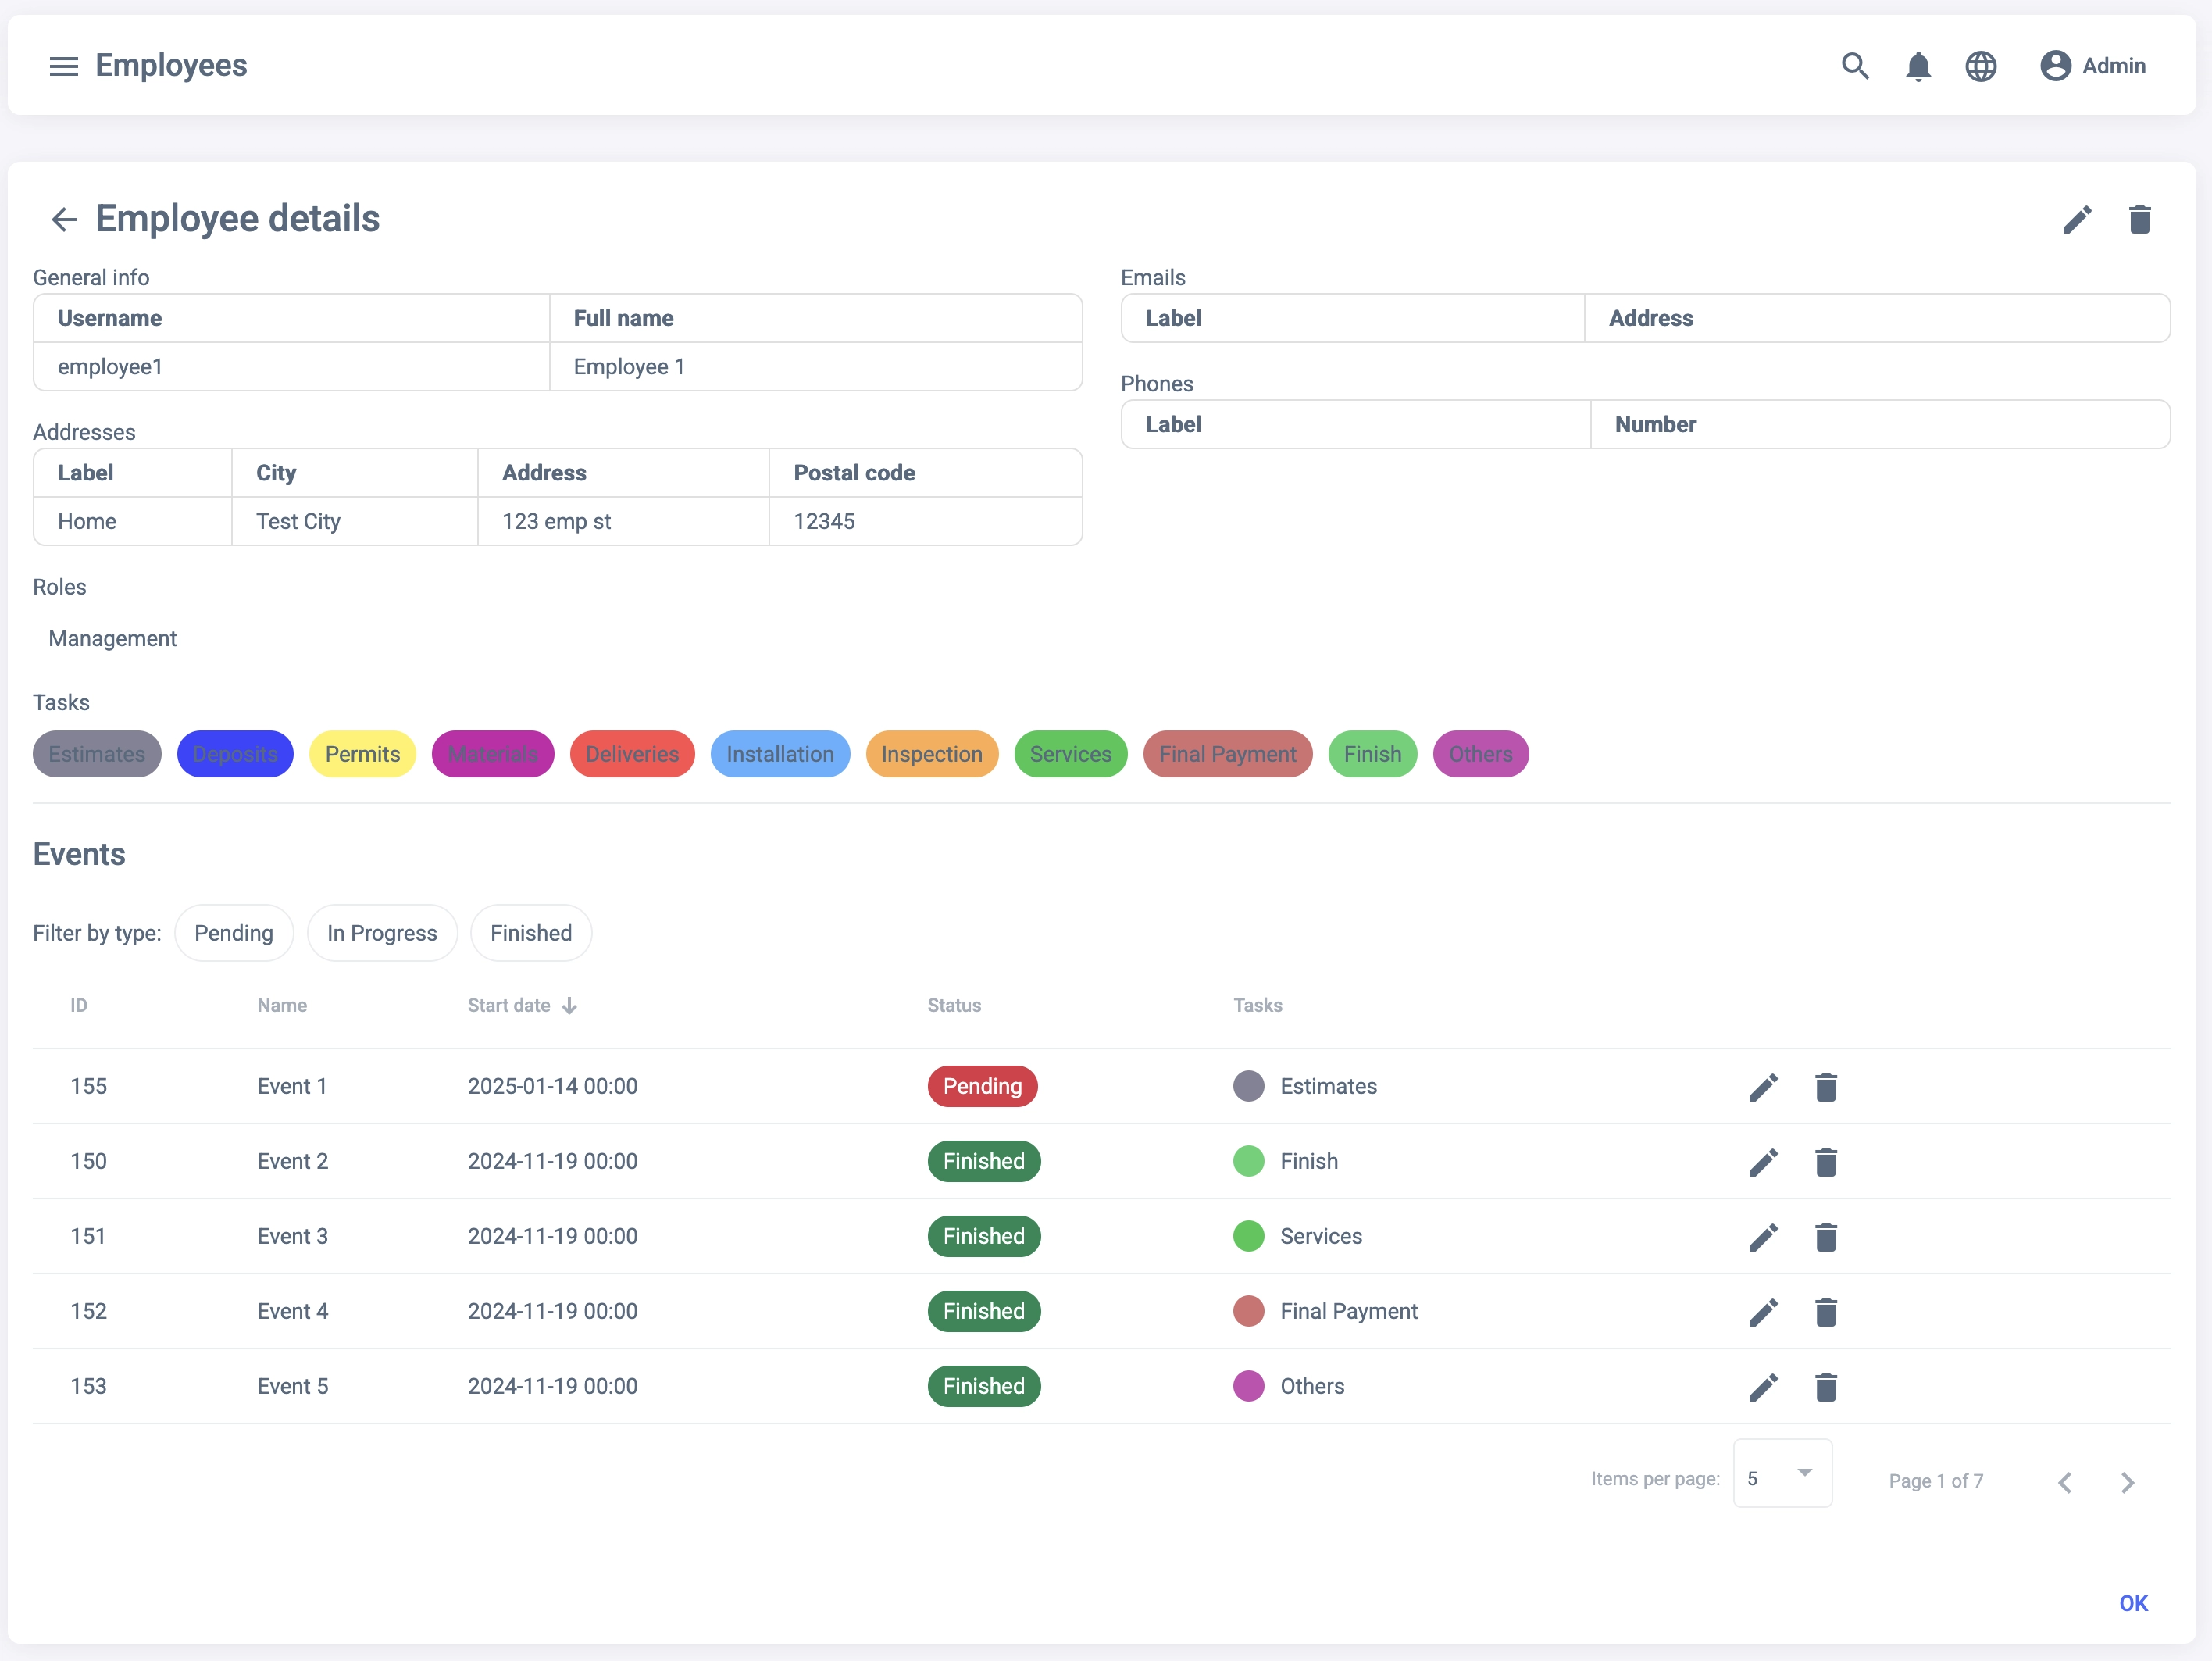 Employees
Admin
Employee details
General info
Username Full name
employee1 Employee 1
Addresses
Label City Address Postal code
Home Test City 123 emp st 12345
Emails
Label Address
Phones
Label Number
Roles
Management
Tasks
Estimates Deposits Permits Materials Deliveries Installation Inspection Services Final Payment Finish Others
Events
Filter by type: Pending In Progress Finished
ID Name Start date Status Tasks
155 Event 1 2025-01-14 00:00 Pending Estimates
150 Event 2 2024-11-19 00:00 Finished Finish
151 Event 3 2024-11-19 00:00 Finished Services
152 Event 4 2024-11-19 00:00 Finished Final Payment
153 Event 5 2024-11-19 00:00 Finished Others
Items per page: 5 Page 1 of 7
OK